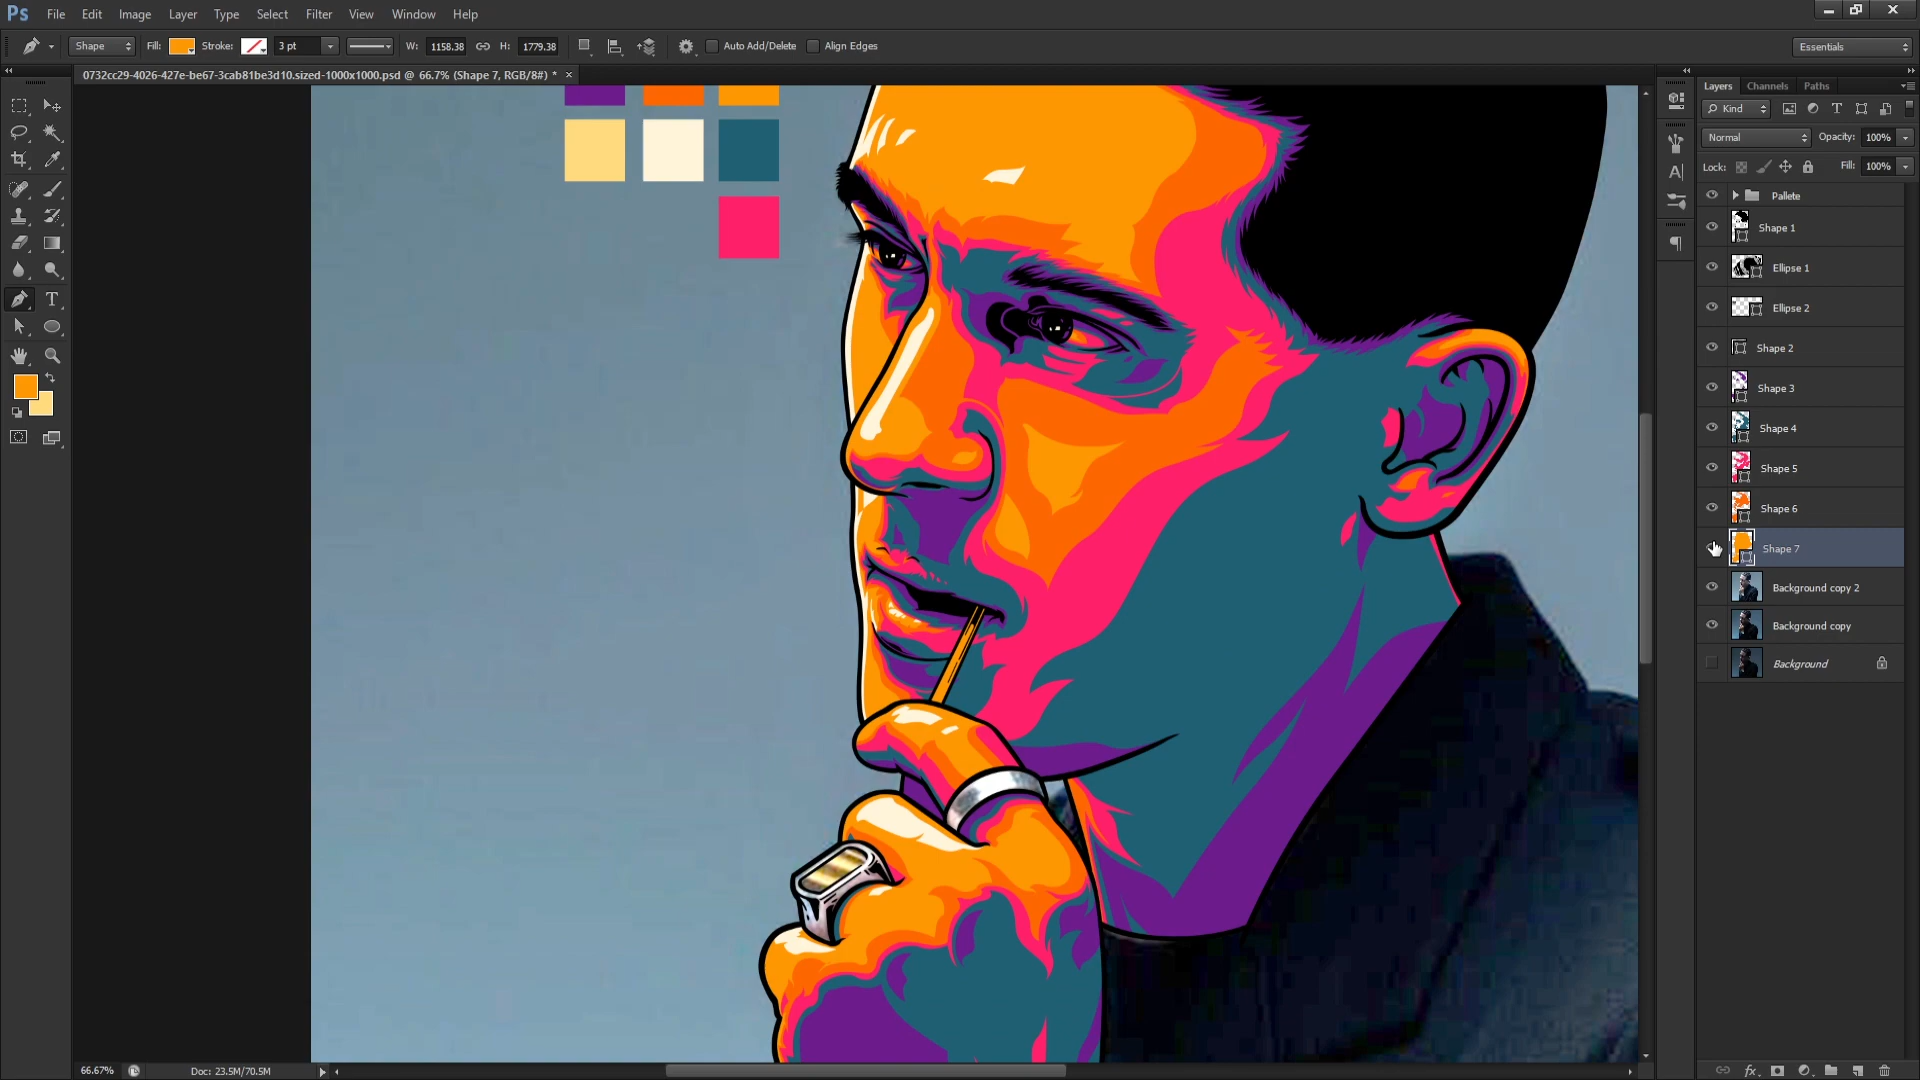 Ps File Edit Image Layer Type Select Filter View Window Help
Shape Fill: Stroke: 3 pt W: 1158.38 H: 1779.38 Auto Add/Delete Align Edges Essentials
0732cc29-4026-427e-be67-3cab81be3d10.sized-1000x1000.psd @ 66.7% (Shape 7, RGB/8#) * ×
Layers Channels Paths
Kind
Normal Opacity: 100%
Lock: Fill: 100%
Pallete
Shape 1
Ellipse 1
Ellipse 2
Shape 2
Shape 3
Shape 4
Shape 5
Shape 6
Shape 7
Background copy 2
Background copy
Background
66.67% Doc: 23.5M/70.5M